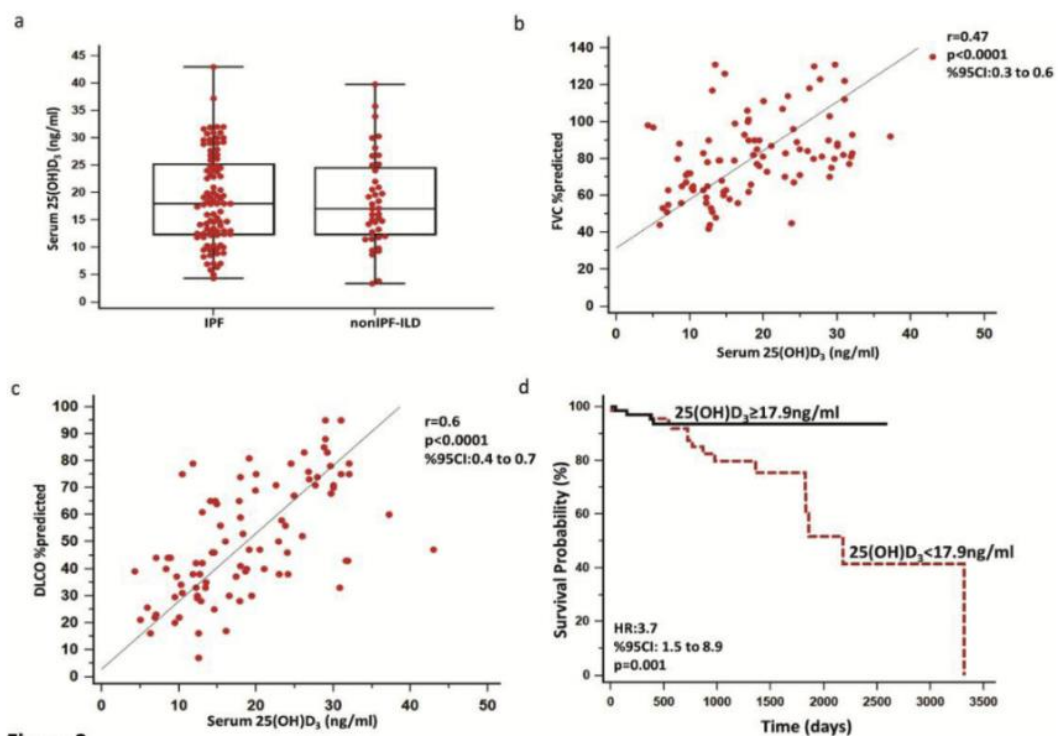 a
45
40
35
30
25
20
15
10
5
0
Serum 25(OH)D₃ (ng/ml)
IPF
nonIPF-ILD
b
r=0.47
p<0.0001
%95CI:0.3 to 0.6
140
120
100
80
60
40
20
0
FVC %predicted
0 10 20 30 40 50
Serum 25(OH)D₃ (ng/ml)
c
r=0.6
p<0.0001
%95CI:0.4 to 0.7
100
90
80
70
60
50
40
30
20
10
0
DLCO %predicted
0 10 20 30 40 50
Serum 25(OH)D₃ (ng/ml)
d
25(OH)D₃≥17.9ng/ml
25(OH)D₃<17.9ng/ml
100
80
60
40
20
0
Survival Probability (%)
HR:3.7
%95CI: 1.5 to 8.9
p=0.001
0 500 1000 1500 2000 2500 3000 3500
Time (days)